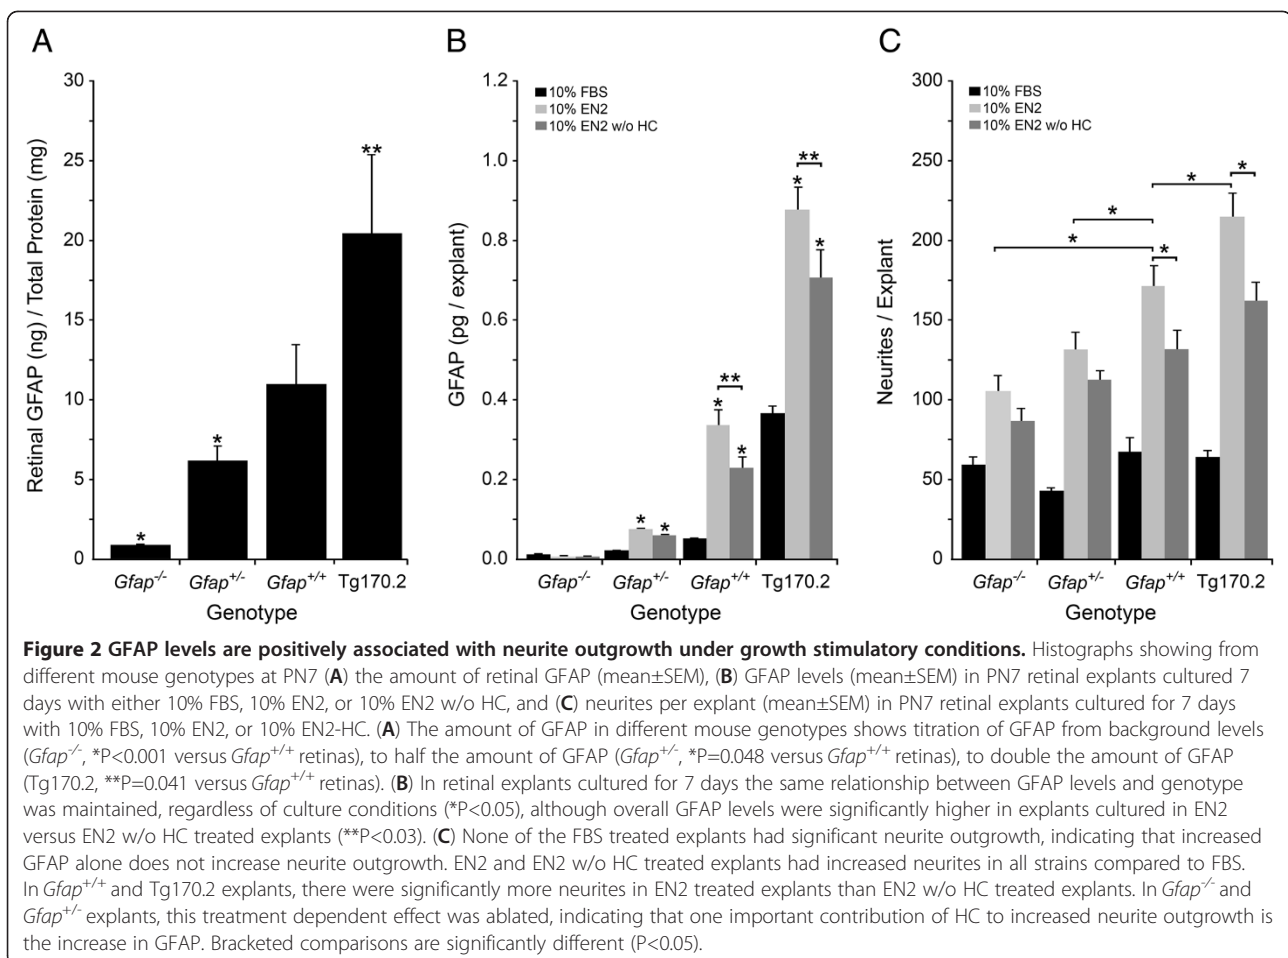 A
Retinal GFAP (ng) / Total Protein (mg)
30
25
20
15
10
5
0
*
*
**
Gfap-/-
Gfap+/-
Gfap+/+
Tg170.2
Genotype
B
GFAP (pg / explant)
10% FBS
10% EN2
10% EN2 w/o HC
1.2
1.0
0.8
0.6
0.4
0.2
0.0
*
*
*
**
*
*
**
*
Gfap-/-
Gfap+/-
Gfap+/+
Tg170.2
Genotype
C
Neurites / Explant
10% FBS
10% EN2
10% EN2 w/o HC
300
250
200
150
100
50
0
*
*
*
*
*
Gfap-/-
Gfap+/-
Gfap+/+
Tg170.2
Genotype
Figure 2 GFAP levels are positively associated with neurite outgrowth under growth stimulatory conditions. Histographs showing from
different mouse genotypes at PN7 (A) the amount of retinal GFAP (mean±SEM), (B) GFAP levels (mean±SEM) in PN7 retinal explants cultured 7
days with either 10% FBS, 10% EN2, or 10% EN2 w/o HC, and (C) neurites per explant (mean±SEM) in PN7 retinal explants cultured for 7 days
with 10% FBS, 10% EN2, or 10% EN2-HC. (A) The amount of GFAP in different mouse genotypes shows titration of GFAP from background levels
(Gfap-/-, *P<0.001 versus Gfap+/+ retinas), to half the amount of GFAP (Gfap+/-, *P=0.048 versus Gfap+/+ retinas), to double the amount of GFAP
(Tg170.2, **P=0.041 versus Gfap+/+ retinas). (B) In retinal explants cultured for 7 days the same relationship between GFAP levels and genotype
was maintained, regardless of culture conditions (*P<0.05), although overall GFAP levels were significantly higher in explants cultured in EN2
versus EN2 w/o HC treated explants (**P<0.03). (C) None of the FBS treated explants had significant neurite outgrowth, indicating that increased
GFAP alone does not increase neurite outgrowth. EN2 and EN2 w/o HC treated explants had increased neurites in all strains compared to FBS.
In Gfap+/+ and Tg170.2 explants, there were significantly more neurites in EN2 treated explants than EN2 w/o HC treated explants. In Gfap-/- and
Gfap+/- explants, this treatment dependent effect was ablated, indicating that one important contribution of HC to increased neurite outgrowth is
the increase in GFAP. Bracketed comparisons are significantly different (P<0.05).